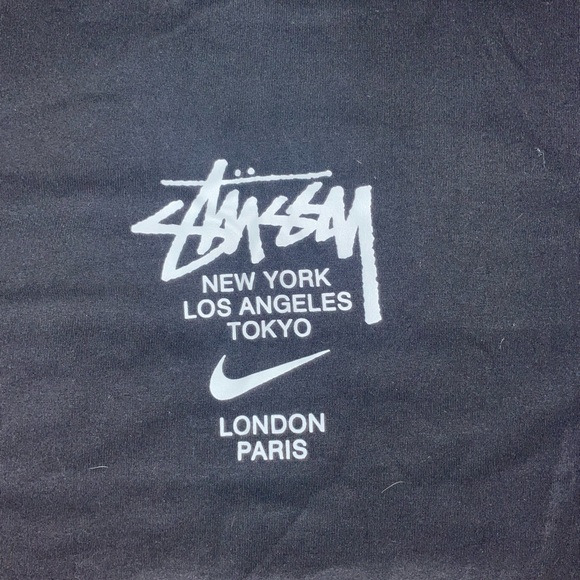 Stüssy
NEW YORK
LOS ANGELES
TOKYO
LONDON
PARIS